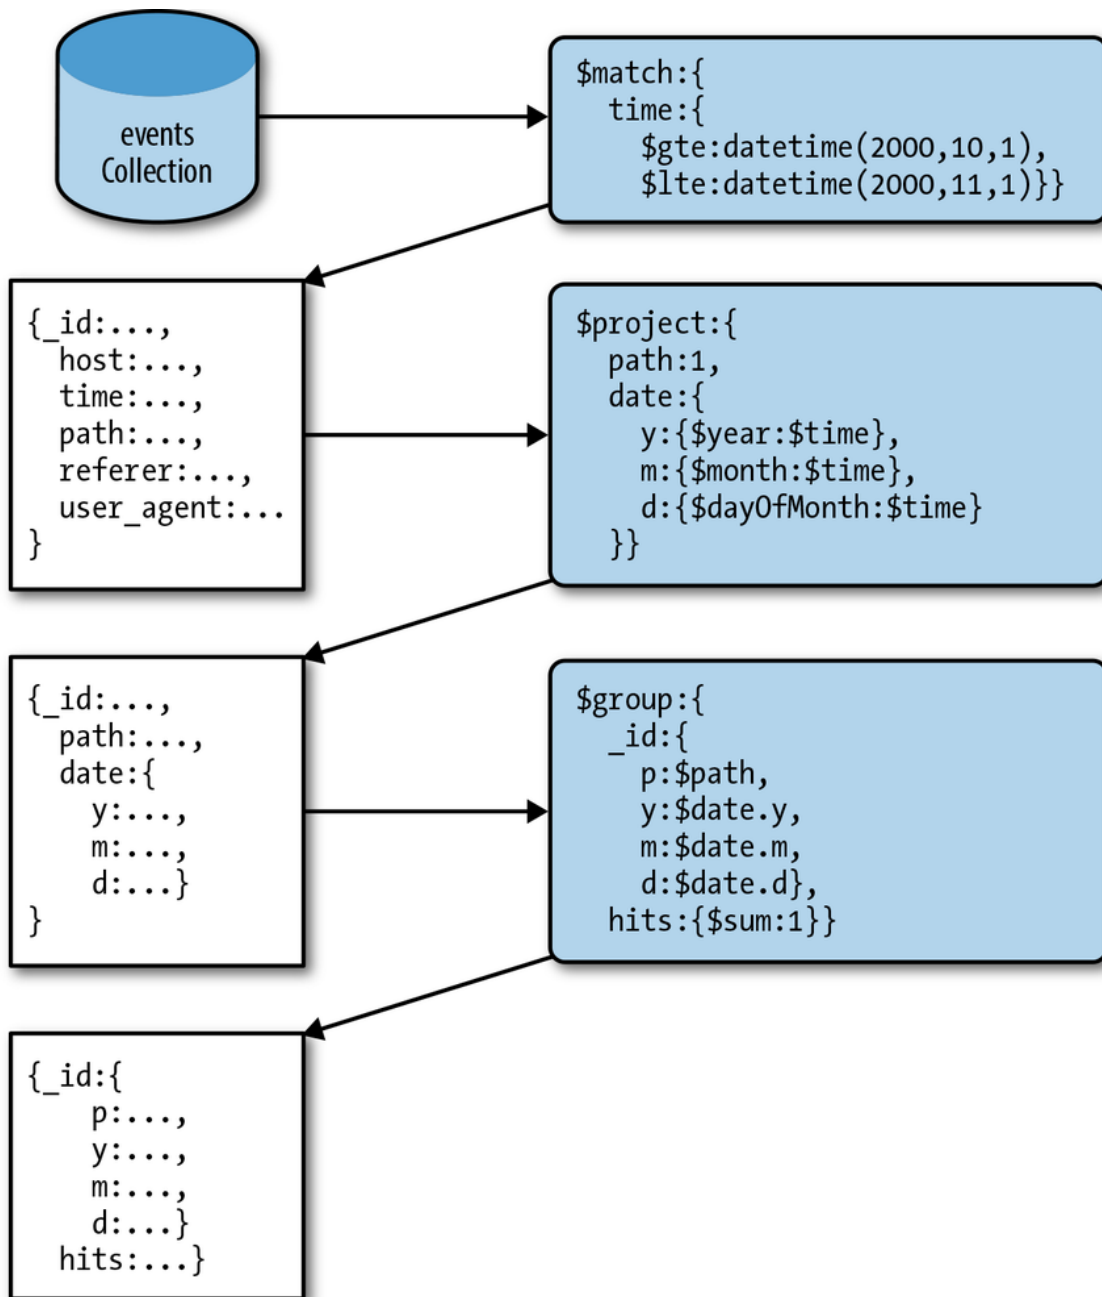 events
Collection
$match:{
  time:{
    $gte:datetime(2000,10,1),
    $lte:datetime(2000,11,1)}}
{_id:...,
  host:...,
  time:...,
  path:...,
  referer:...,
  user_agent:...
}
$project:{
  path:1,
  date:{
    y:{$year:$time},
    m:{$month:$time},
    d:{$dayOfMonth:$time}
  }}
{_id:...,
  path:...,
  date:{
    y:...,
    m:...,
    d:...}
}
$group:{
  _id:{
    p:$path,
    y:$date.y,
    m:$date.m,
    d:$date.d},
  hits:{$sum:1}}
{_id:{
    p:...,
    y:...,
    m:...,
    d:...}
  hits:...}